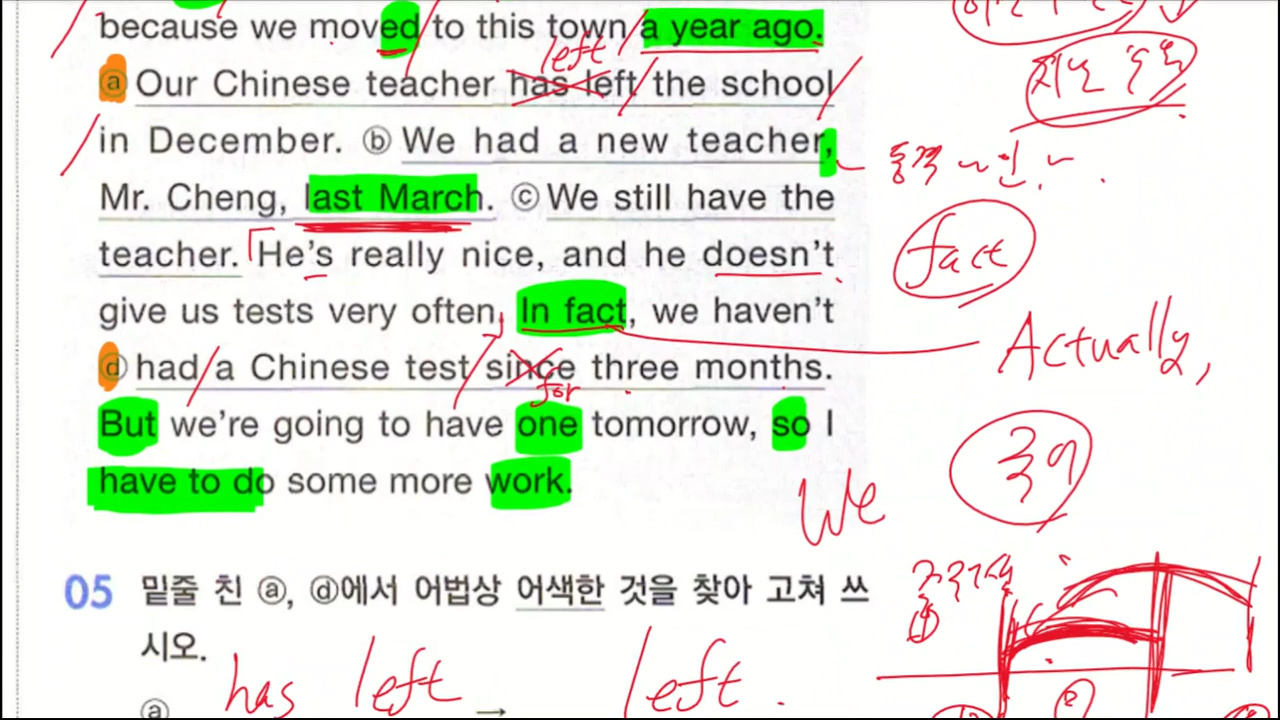 because we moved to this town a year ago.
left
ⓐ Our Chinese teacher has left the school
in December. ⓑ We had a new teacher,
동격
Mr. Cheng, last March. ⓒ We still have the
fact
teacher. He's really nice, and he doesn't
give us tests very often. In fact, we haven't
Actually,
ⓓ had a Chinese test since three months.
for
But we're going to have one tomorrow, so I
have to do some more work.
We
05 밑줄 친 ⓐ, ⓓ에서 어법상 어색한 것을 찾아 고쳐 쓰
시오.
ⓐ has left → left.